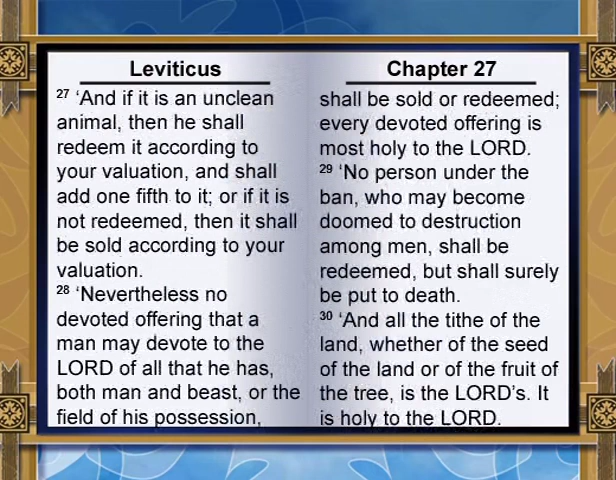 Leviticus
27 ‘And if it is an unclean
animal, then he shall
redeem it according to
your valuation, and shall
add one fifth to it; or if it is
not redeemed, then it shall
be sold according to your
valuation.
28 ‘Nevertheless no
devoted offering that a
man may devote to the
LORD of all that he has,
both man and beast, or the
field of his possession,
Chapter 27
shall be sold or redeemed;
every devoted offering is
most holy to the LORD.
29 ‘No person under the
ban, who may become
doomed to destruction
among men, shall be
redeemed, but shall surely
be put to death.
30 ‘And all the tithe of the
land, whether of the seed
of the land or of the fruit of
the tree, is the LORD’s. It
is holy to the LORD.